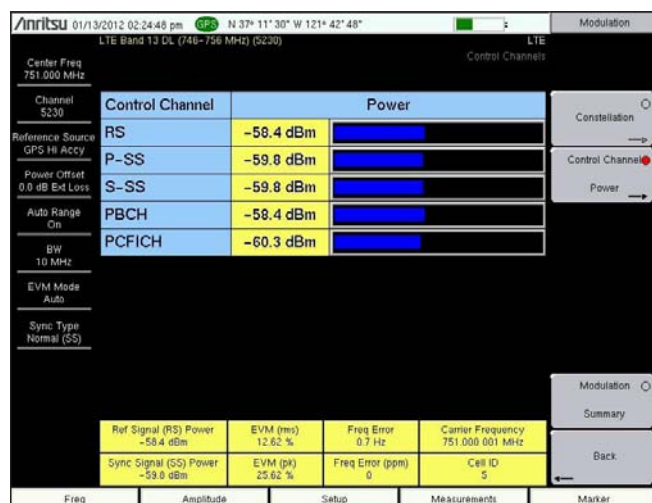 Anritsu 01/13/2012 02:24:48 pm GPS N 37° 11' 30" W 121° 42' 48"
Modulation
LTE Band 13 DL (746-756 MHz) (5230)
LTE
Control Channels
Center Freq
751.000 MHz
Channel
5230
Reference Source
GPS Hi Accy
Power Offset
0.0 dB Ext Loss
Auto Range
On
BW
10 MHz
EVM Mode
Auto
Sync Type
Normal (SS)
Control Channel Power
RS -58.4 dBm
P-SS -59.8 dBm
S-SS -59.8 dBm
PBCH -58.4 dBm
PCFICH -60.3 dBm
Constellation
Control Channel
Power
Modulation
Summary
Back
Ref Signal (RS) Power EVM (rms) Freq Error Carrier Frequency
-58.4 dBm 12.62 % 0.7 Hz 751.000 001 MHz
Sync Signal (SS) Power EVM (pk) Freq Error (ppm) Cell ID
25.62 % 0 5
Freq Amplitude Setup Measurements Marker